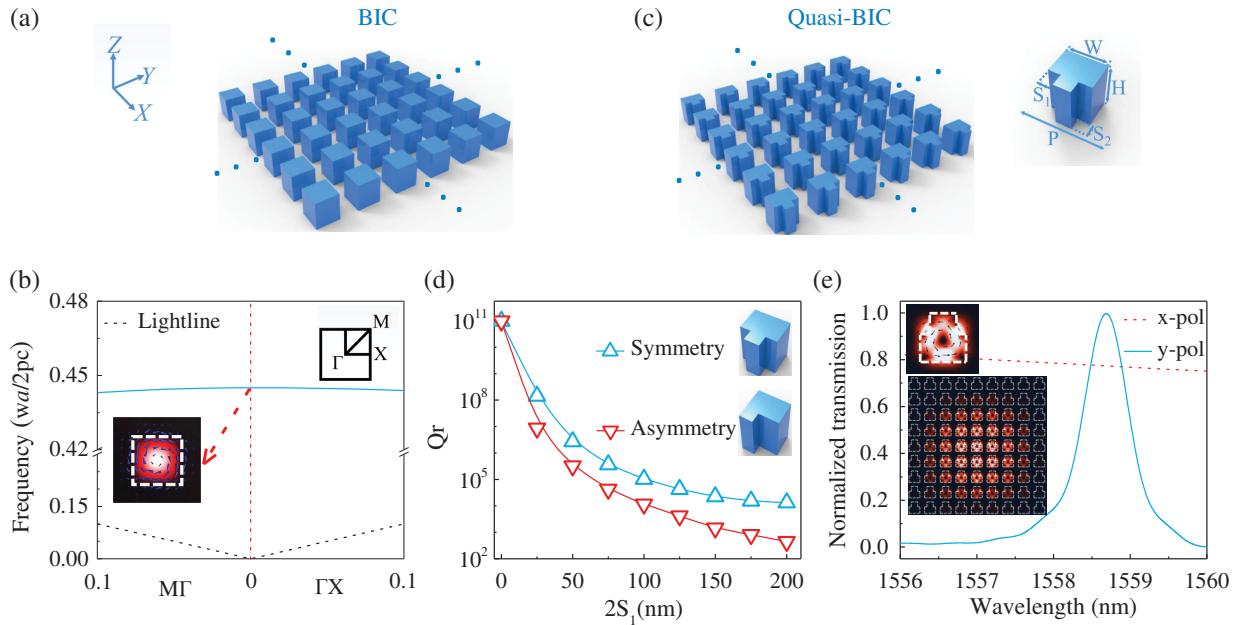 (a)
BIC
Z
Y
X
(c)
Quasi-BIC
W
H
S1
S2
P
(b)
0.48
0.45
0.42
0.42
0.15
0.00
Frequency (wa/2pc)
Lightline
M
X
Γ
0.1
0
0.1
MΓ
ΓX
(d)
10^11
10^8
10^5
10^2
Qr
Symmetry
Asymmetry
0
50
100
150
200
2S1(nm)
(e)
1.0
0.8
0.6
0.4
0.2
0.0
Normalized transmission
x-pol
y-pol
1556
1557
1558
1559
1560
Wavelength (nm)